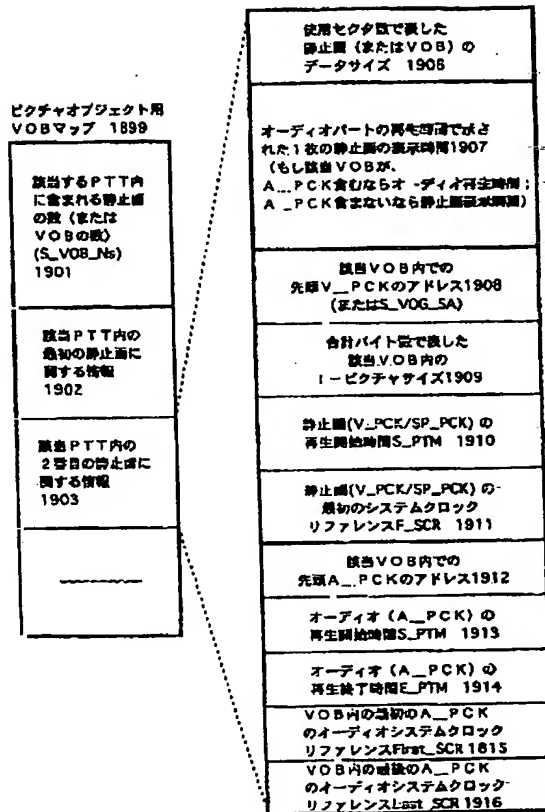 ピクチャオブジェクト用
VOBマップ 1899
該当するPTT内
に含まれる静止画
の数（または
VOBの数）
(S_VOB_Ns)
1901
該当PTT内の
最初の静止画に
関する情報
1902
該当PTT内の
2番目の静止画に
関する情報
1903
使用セクタ数で表した
静止画（またはVOB）の
データサイズ 1906
オーディオパートの再生時間で示さ
れた1枚の静止画の表示時間1907
（もし該当VOBが、
A__PCK含むならオーディオ再生時間；
A__PCK含まないなら静止画表示期間）
該当VOB内での
先頭V__PCKのアドレス1908
(またはS_VOG_SA)
合計バイト数で表した
該当VOB内の
I－ピクチャサイズ1909
静止画(V_PCK/SP_PCK) の
再生開始時間S_PTM 1910
静止画(V_PCK/SP_PCK) の
最初のシステムクロック
リファレンスF_SCR 1911
該当VOB内での
先頭A__PCKのアドレス1912
オーディオ（A__PCK）の
再生開始時間S_PTM 1913
オーディオ（A__PCK）の
再生終了時間E_PTM 1914
VOB内の最初のA__PCK
のオーディオシステムクロック
リファレンスFirst_SCR 1815
VOB内の最後のA__PCK
のオーディオシステムクロック
リファレンスLast_SCR 1916